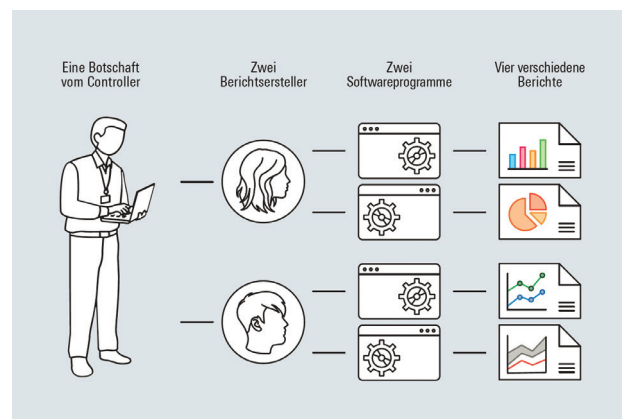 Eine Botschaft
vom Controller
Zwei
Berichtsersteller
Zwei
Softwareprogramme
Vier verschiedene
Berichte